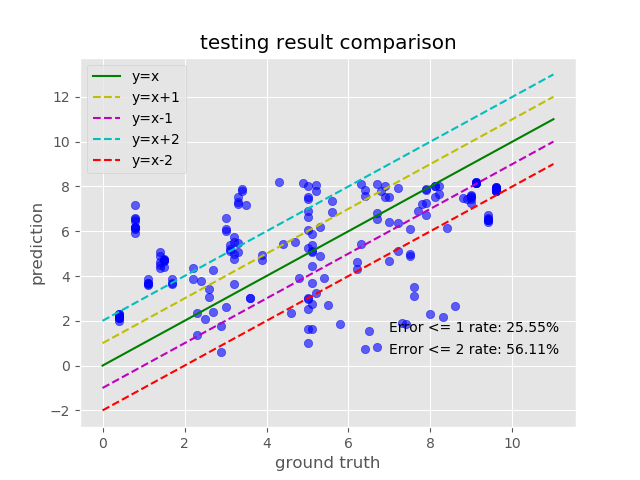 testing result comparison
y=x
y=x+1
y=x-1
y=x+2
y=x-2
12
10
8
6
4
2
0
−2
prediction
Error <= 1 rate: 25.55%
Error <= 2 rate: 56.11%
0 2 4 6 8 10
ground truth